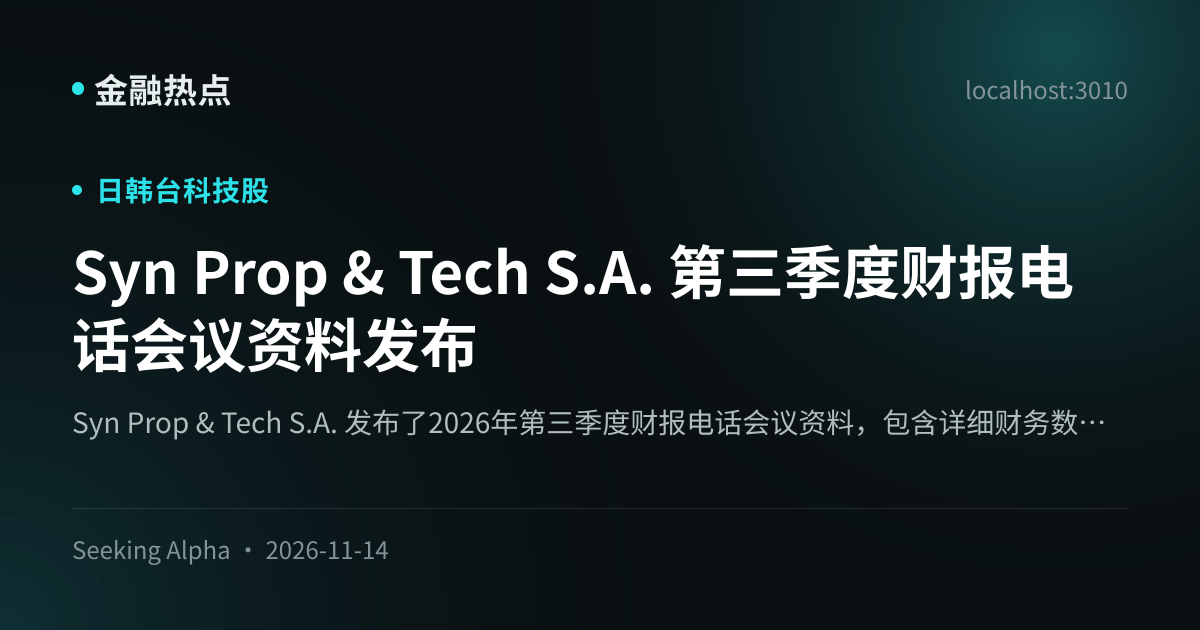 金融热点
localhost:3010
日韩台科技股
Syn Prop & Tech S.A. 第三季度财报电
话会议资料发布
Syn Prop & Tech S.A. 发布了2026年第三季度财报电话会议资料，包含详细财务数…
Seeking Alpha · 2026-11-14